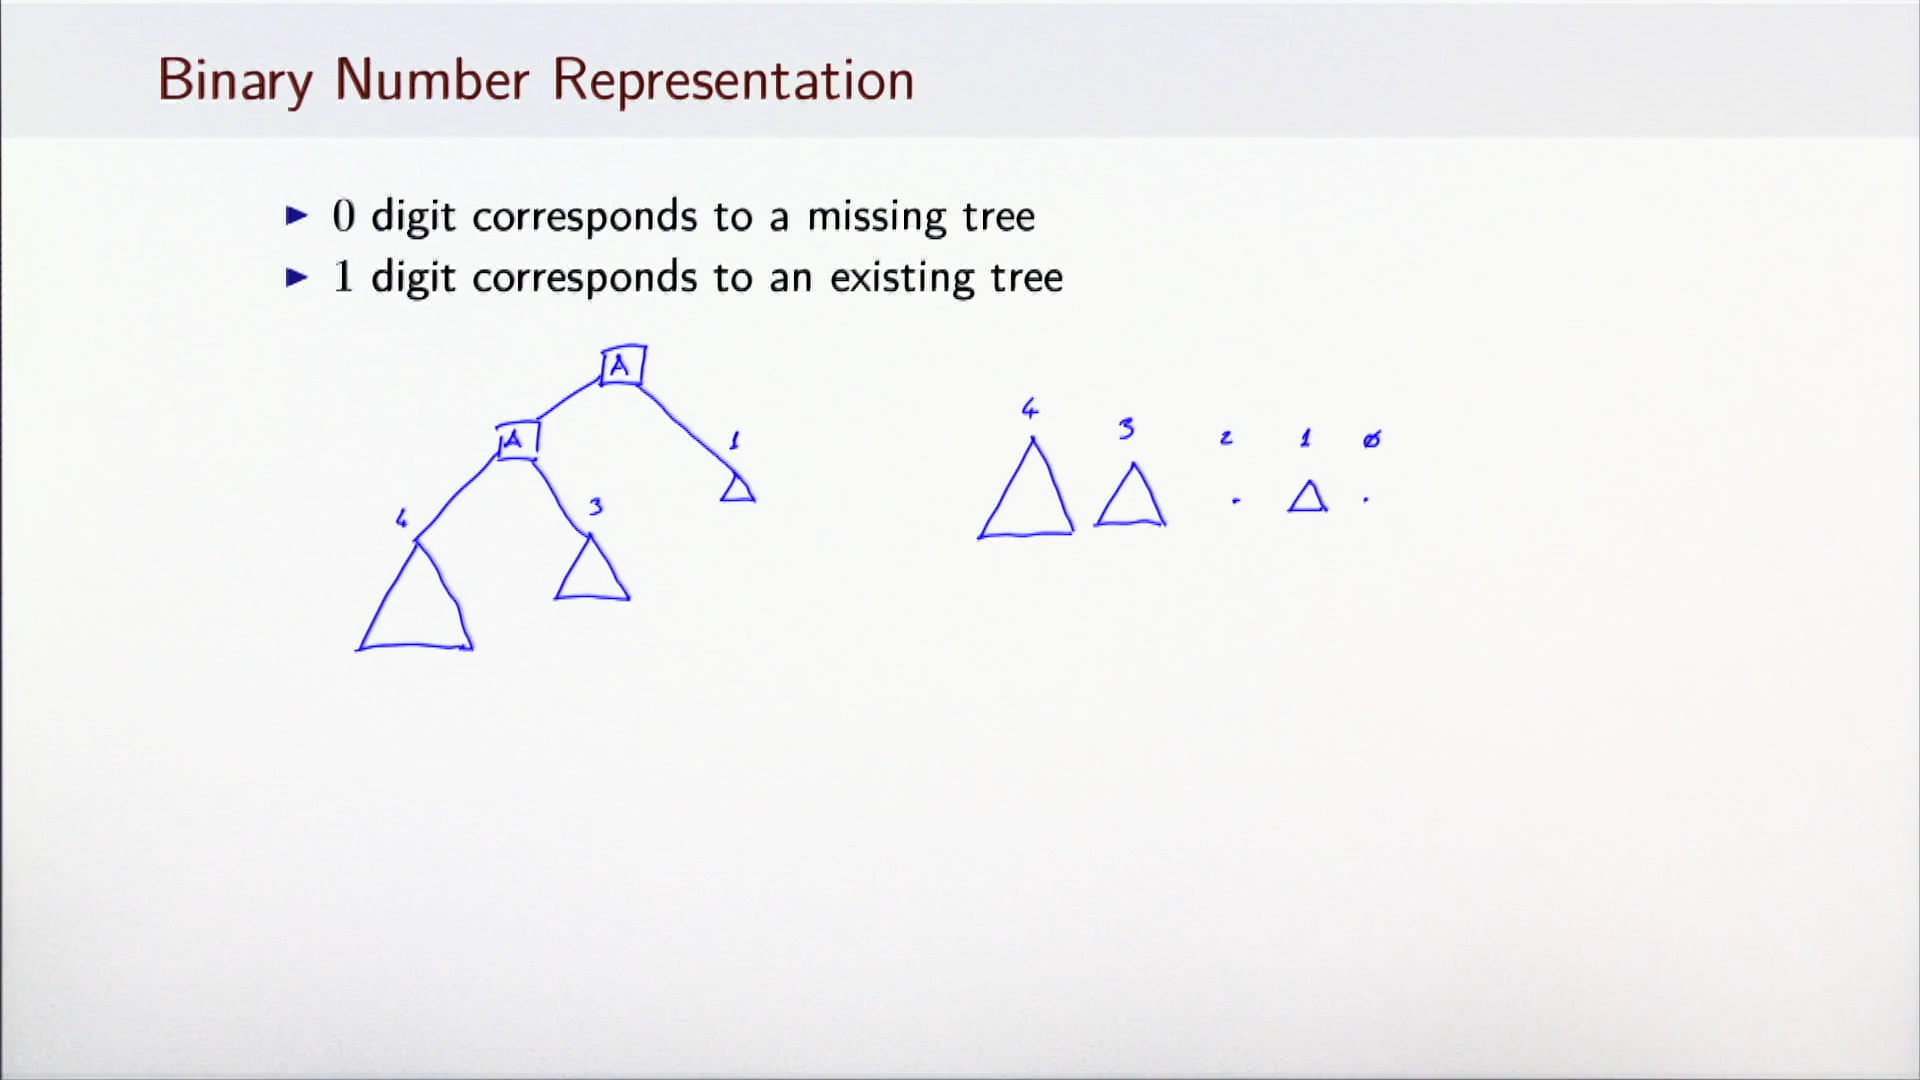 Binary Number Representation
▶ 0 digit corresponds to a missing tree
▶ 1 digit corresponds to an existing tree
A
A 1
4 3
4 3 2 1 0